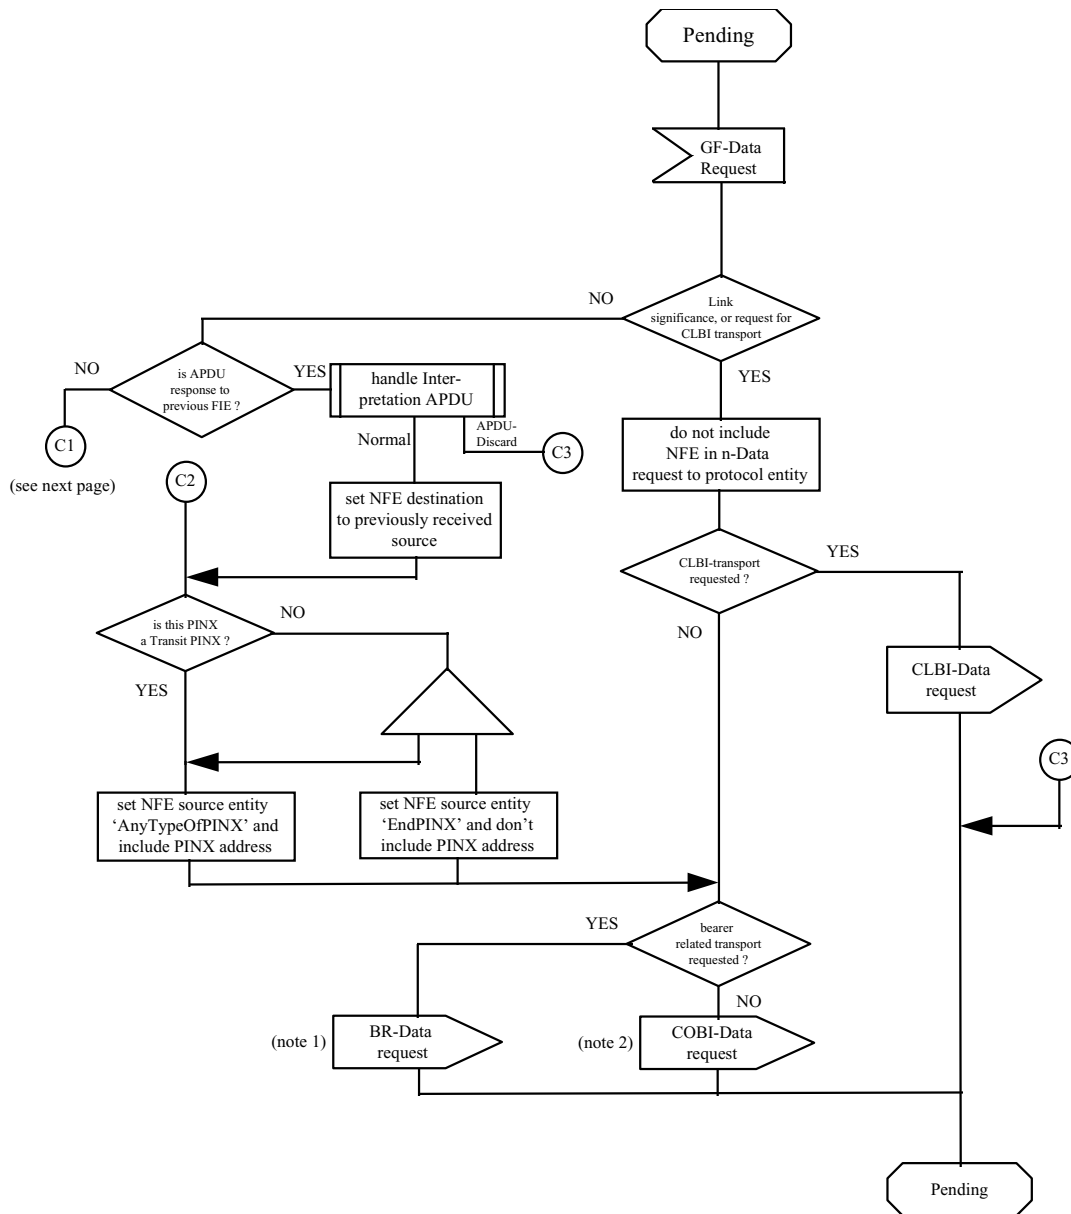 Pending
GF-Data
Request
NO
Link
significance, or request for
CLBI transport
YES
NO
is APDU
response to
previous FIE ?
YES
handle Inter-
pretation APDU
C1
(see next page)
Normal
APDU-
Discard
C3
do not include
NFE in n-Data
request to protocol entity
C2
set NFE destination
to previously received
source
CLBI-transport
requested ?
YES
NO
is this PINX
a Transit PINX ?
NO
YES
CLBI-Data
request
C3
set NFE source entity
‘AnyTypeOfPINX’ and
include PINX address
set NFE source entity
‘EndPINX’ and don’t
include PINX address
YES
bearer
related transport
requested ?
NO
(note 1)
BR-Data
request
(note 2)
COBI-Data
request
Pending